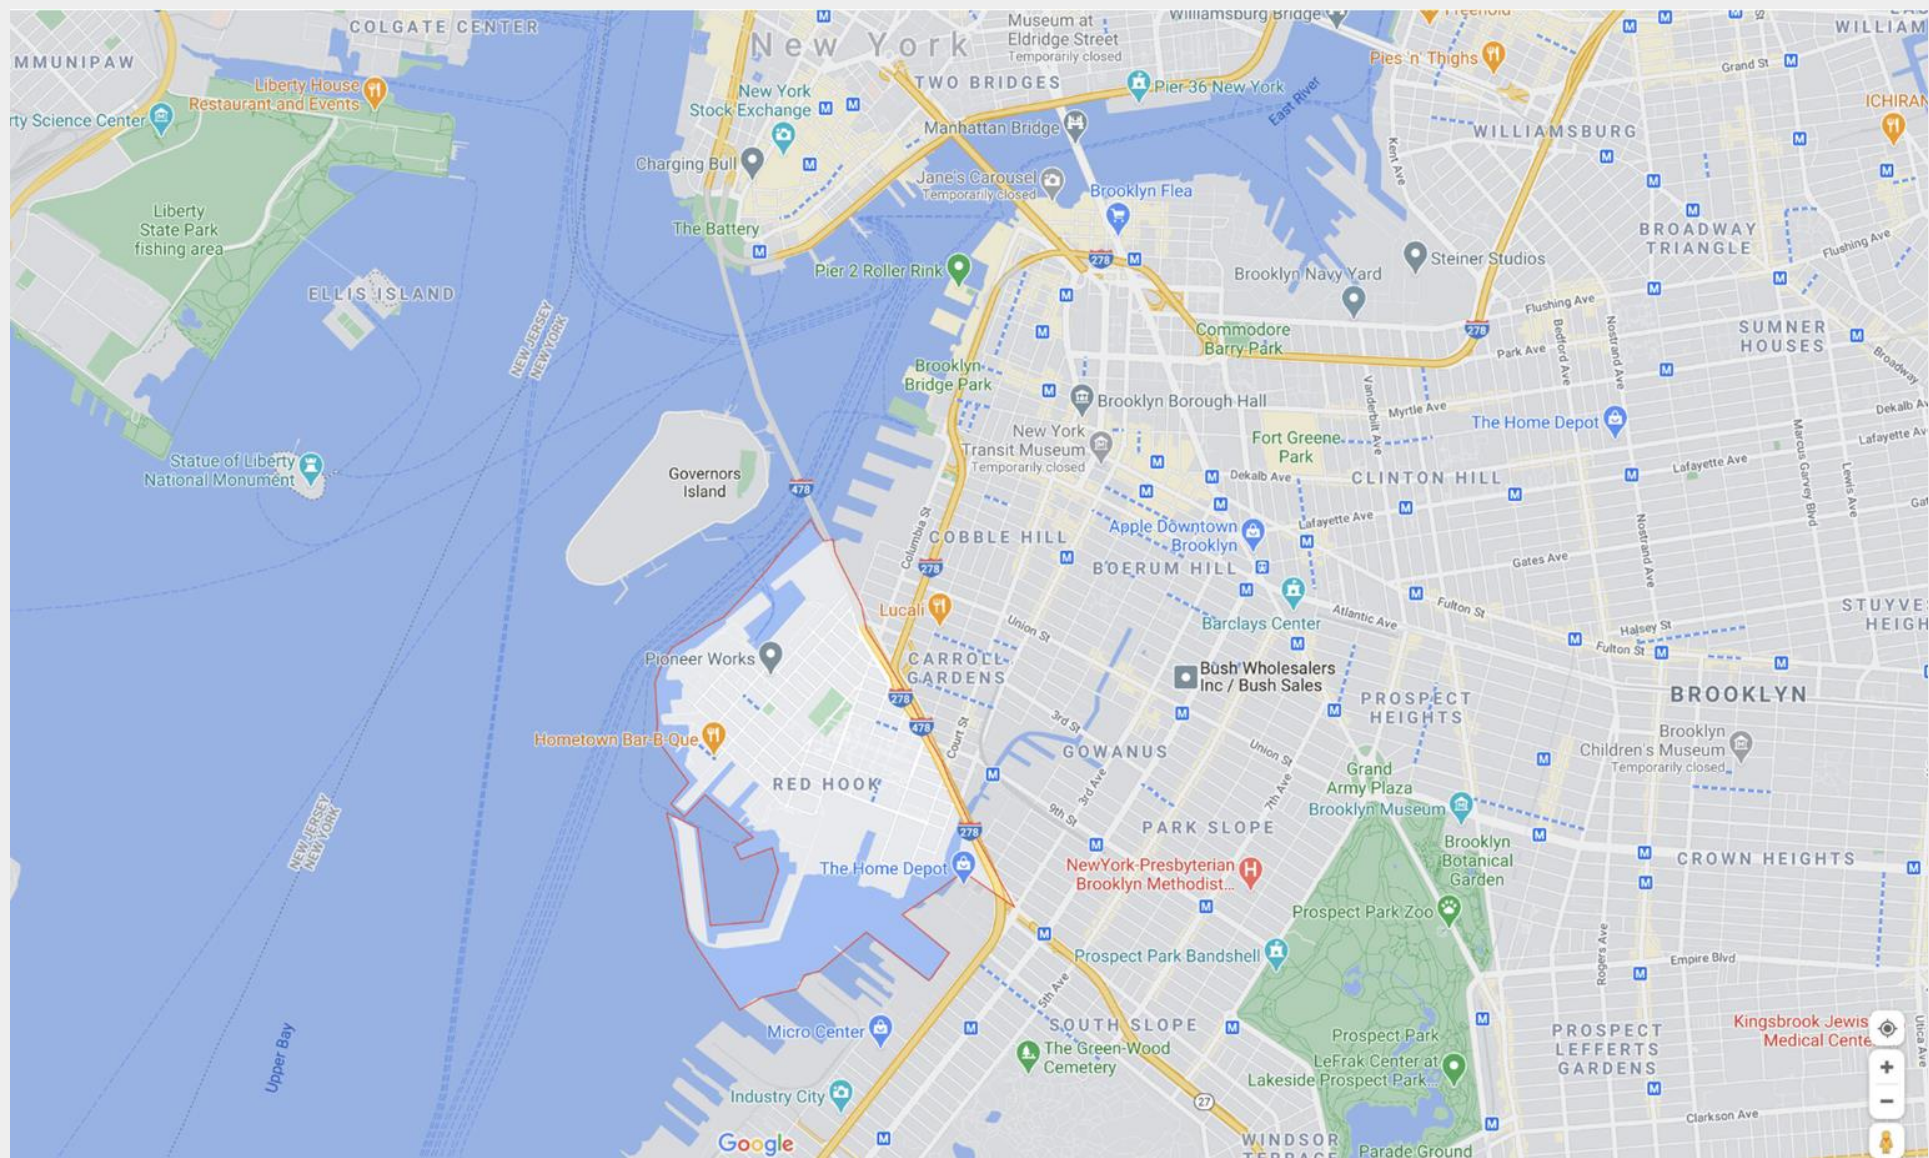 COLGATE CENTER
MMUNIPAW
Liberty House
Restaurant and Events
rty Science Center
Liberty
State Park
fishing area
ELLIS ISLAND
NEW JERSEY
NEW YORK
Statue of Liberty
National Monument
New York
Museum at
Eldridge Street
Temporarily closed
Williamsburg Bridge
TWO BRIDGES
New York
Stock Exchange
Pier 36 New York
Manhattan Bridge
Charging Bull
Jane's Carousel
Temporarily closed
Brooklyn Flea
The Battery
Pier 2 Roller Rink
East River
Pies 'n' Thighs
Grand St
WILLIAM
ICHIRAN
WILLIAMSBURG
Kent Ave
BROADWAY
TRIANGLE
Flushing Ave
Steiner Studios
Brooklyn Navy Yard
278
Flushing Ave
278
Commodore
Barry Park
Park Ave
Bedford Ave
Nostrand Ave
SUMNER
HOUSES
Broadway
Brooklyn
Bridge Park
Brooklyn Borough Hall
Vanderbilt Ave
Myrtle Ave
The Home Depot
Dekalb Av
Marcus Garvey Blvd
Lewis Ave
Lafayette Av
New York
Transit Museum
Temporarily closed
Fort Greene
Park
Dekalb Ave
CLINTON HILL
Lafayette Ave
Gat
Governors
Island
478
Columbia St
COBBLE HILL
Apple Downtown
Brooklyn
Lafayette Ave
Nostrand Ave
BOERUM HILL
278
Gates Ave
Lucali
Union St
Barclays Center
Atlantic Ave
Fulton St
Halsey St
Fulton St
STUYVE
HEIGH
Pioneer Works
CARROLL
GARDENS
Bush Wholesalers
Inc / Bush Sales
BROOKLYN
278
478
Court St
3rd St
PROSPECT
HEIGHTS
Hometown Bar-B-Que
GOWANUS
Union St
Brooklyn
Children's Museum
Temporarily closed
RED HOOK
3rd Ave
7th Ave
Grand
Army Plaza
Brooklyn Museum
9th St
PARK SLOPE
278
NEW JERSEY
NEW YORK
The Home Depot
NewYork-Presbyterian
Brooklyn Methodist...
Brooklyn
Botanical
Garden
CROWN HEIGHTS
Prospect Park Zoo
Prospect Park Bandshell
Rogers Ave
Empire Blvd
5th Ave
Upper Bay
Micro Center
SOUTH SLOPE
The Green-Wood
Cemetery
Prospect Park
LeFrak Center at
Lakeside Prospect Park...
PROSPECT
LEFFERTS
GARDENS
Kingsbrook Jewis
Medical Cente
Utica Ave
Industry City
27
Clarkson Ave
Google
WINDSOR
Parade Ground